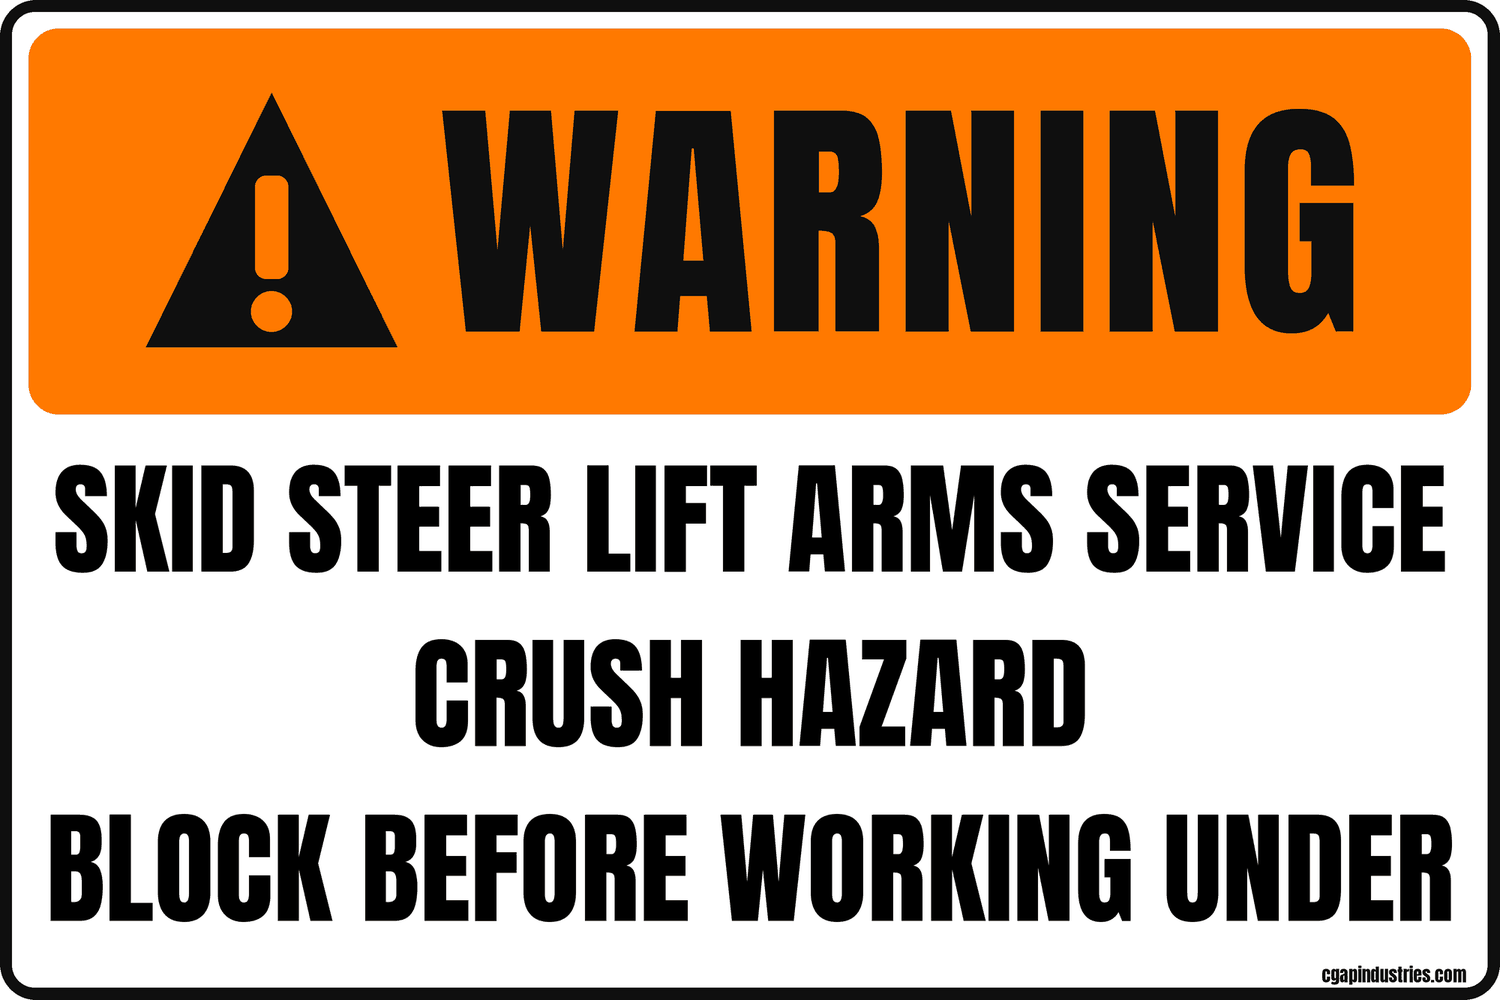 WARNING
SKID STEER LIFT ARMS SERVICE
CRUSH HAZARD
BLOCK BEFORE WORKING UNDER
cgapindustries.com